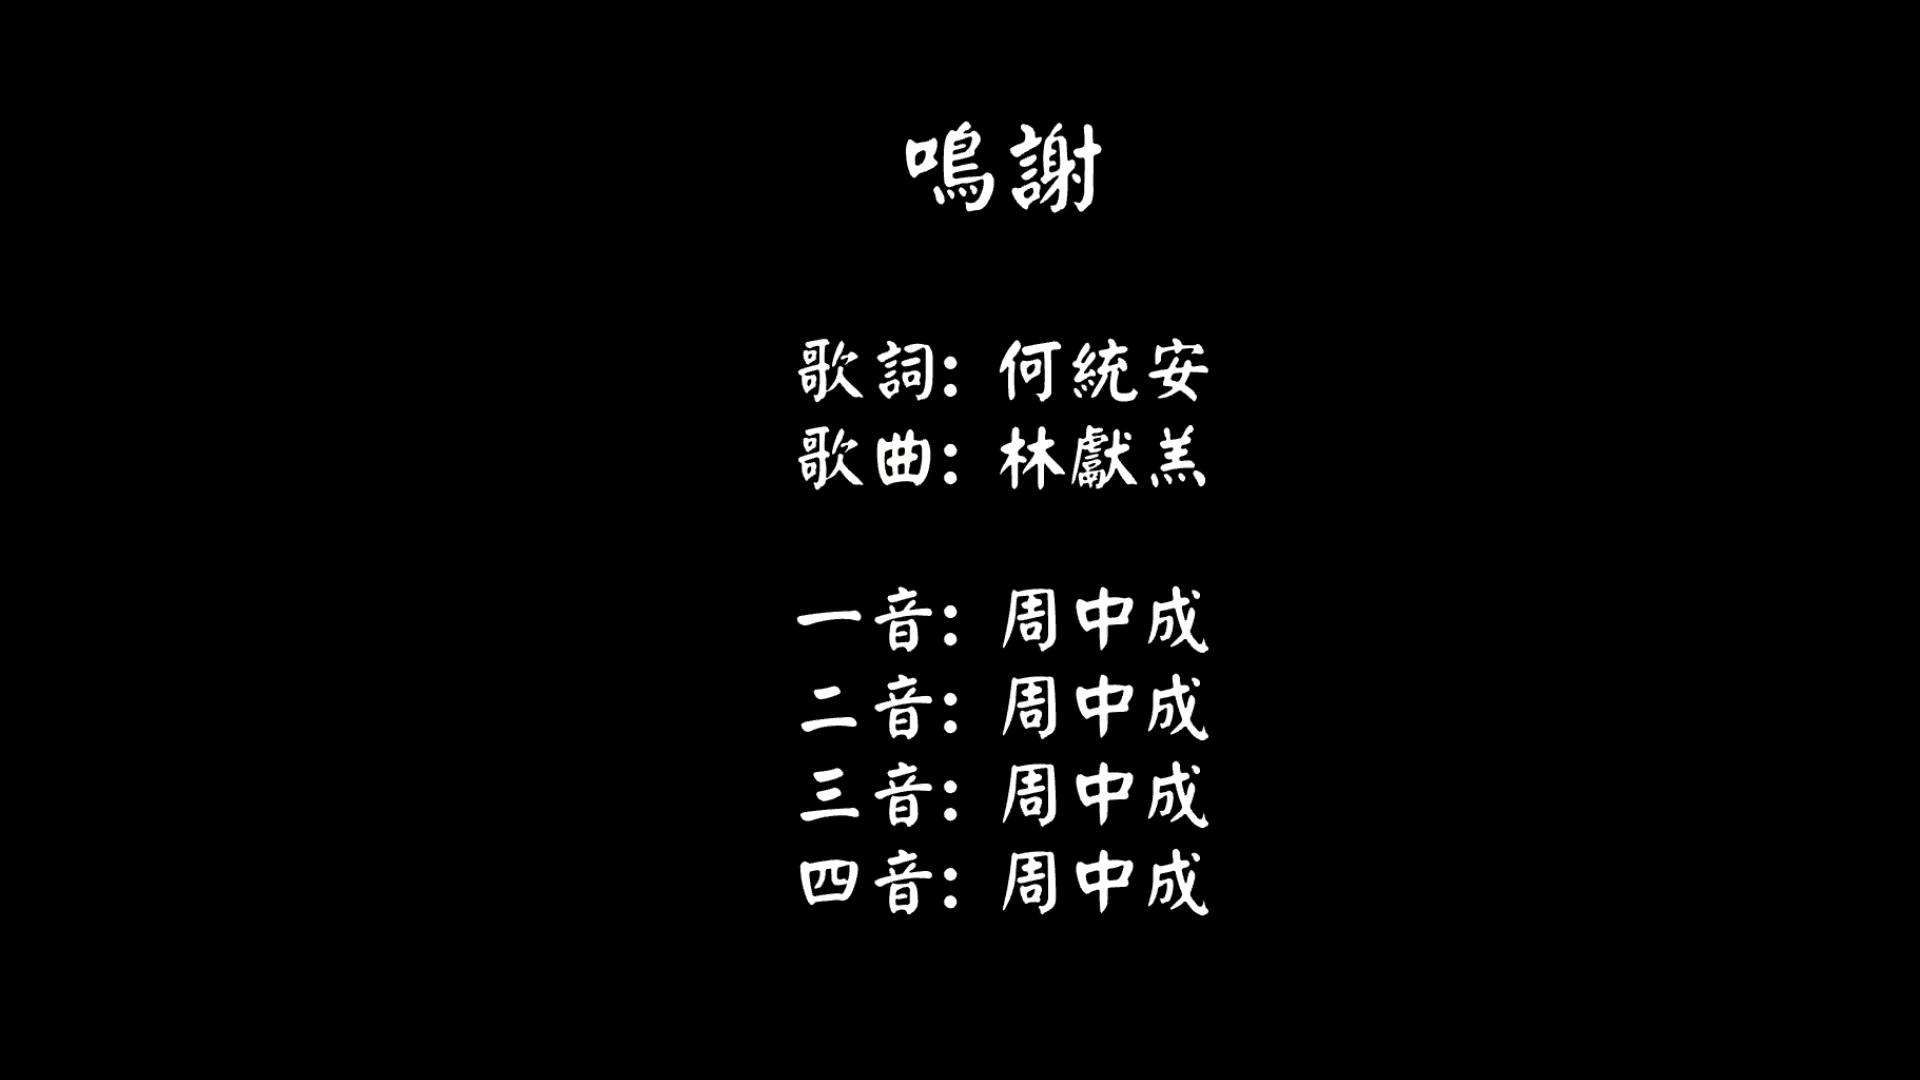 鳴謝
歌詞: 何統安
歌曲: 林獻羔
一音: 周中成
二音: 周中成
三音: 周中成
四音: 周中成